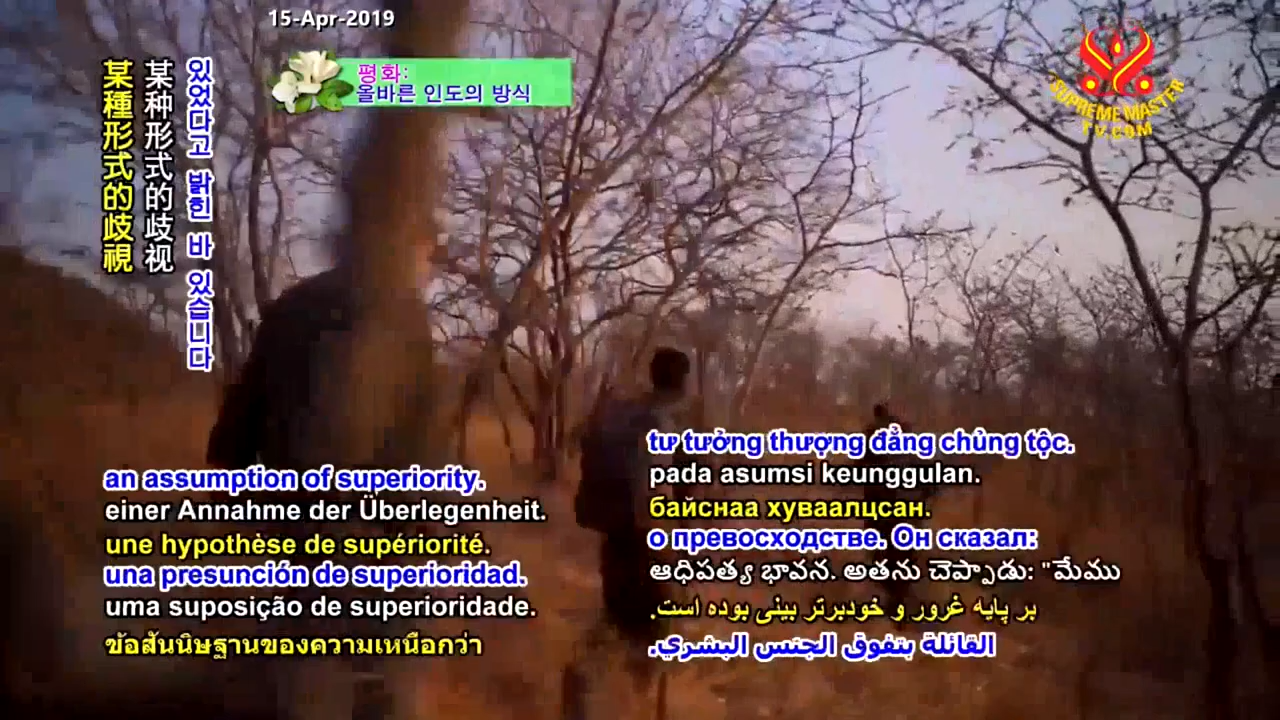 15-Apr-2019
평화:
올바른 인도의 방식
SUPREME MASTER
TV.COM
있었다고 밝힌 바 있습니다
某种形式的歧视
某種形式的歧視
an assumption of superiority.
einer Annahme der Überlegenheit.
une hypothèse de supériorité.
una presunción de superioridad.
uma suposição de superioridade.
ข้อสันนิษฐานของความเหนือกว่า
tư tưởng thượng đẳng chủng tộc.
pada asumsi keunggulan.
байснаа хуваалцсан.
о превосходстве. Он сказал:
ఆధిపత్య భావన. అతను చెప్పాడు: "మేము
بر پایه غرور و خودبرتر بینی بوده است.
القائلة بتفوق الجنس البشري.